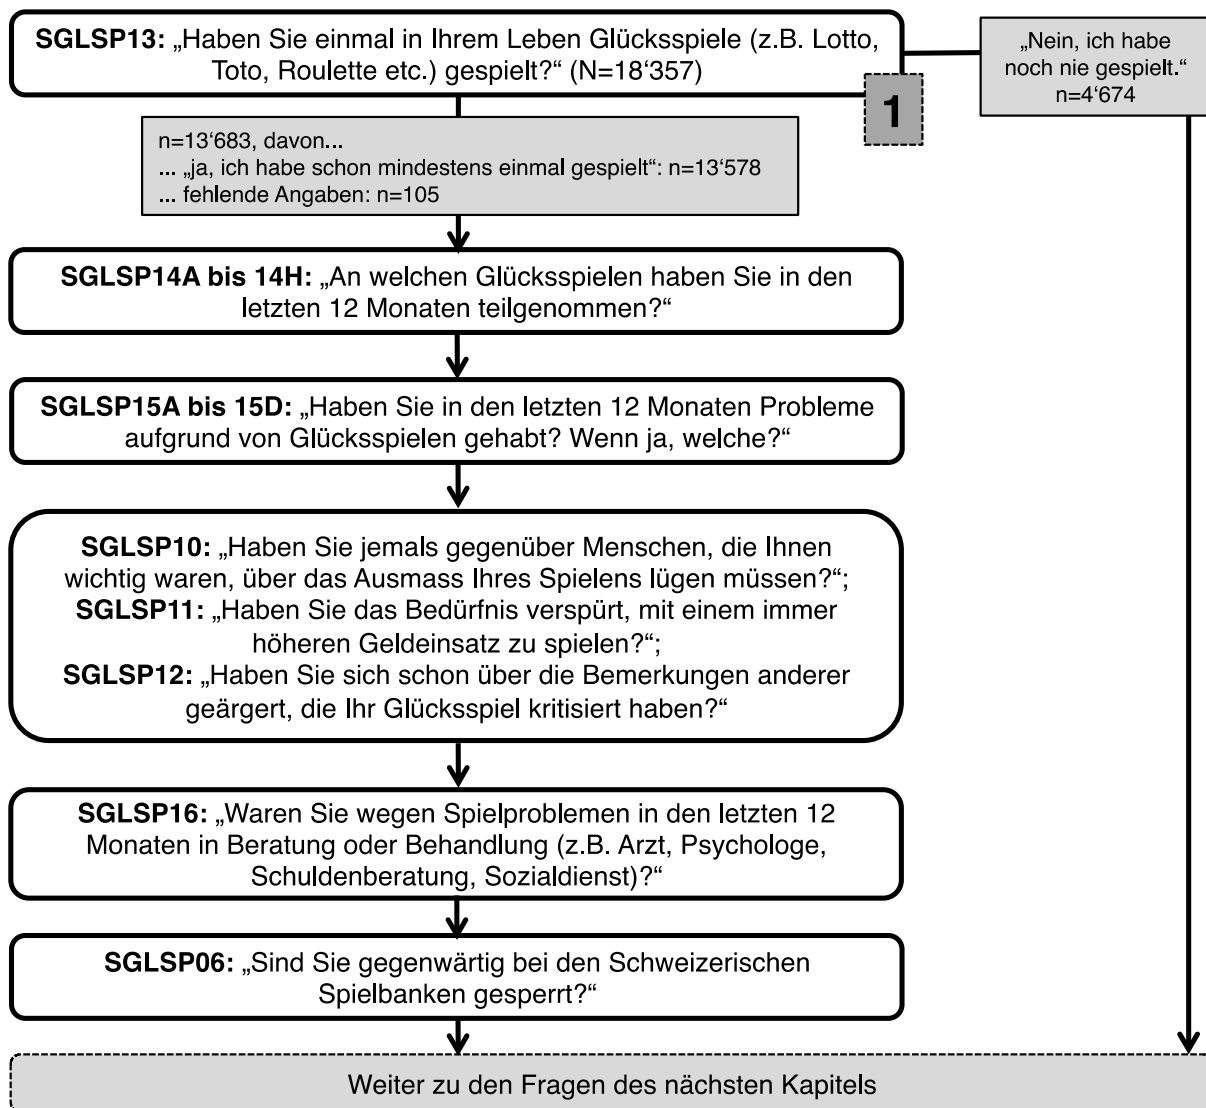 SGLSP13: „Haben Sie einmal in Ihrem Leben Glücksspiele (z.B. Lotto,
Toto, Roulette etc.) gespielt?“ (N=18‘357)
„Nein, ich habe
noch nie gespielt.“
n=4‘674
1
n=13‘683, davon...
... „ja, ich habe schon mindestens einmal gespielt“: n=13‘578
... fehlende Angaben: n=105
SGLSP14A bis 14H: „An welchen Glücksspielen haben Sie in den
letzten 12 Monaten teilgenommen?“
SGLSP15A bis 15D: „Haben Sie in den letzten 12 Monaten Probleme
aufgrund von Glücksspielen gehabt? Wenn ja, welche?“
SGLSP10: „Haben Sie jemals gegenüber Menschen, die Ihnen
wichtig waren, über das Ausmass Ihres Spielens lügen müssen?“;
SGLSP11: „Haben Sie das Bedürfnis verspürt, mit einem immer
höheren Geldeinsatz zu spielen?“;
SGLSP12: „Haben Sie sich schon über die Bemerkungen anderer
geärgert, die Ihr Glücksspiel kritisiert haben?“
SGLSP16: „Waren Sie wegen Spielproblemen in den letzten 12
Monaten in Beratung oder Behandlung (z.B. Arzt, Psychologe,
Schuldenberatung, Sozialdienst)?“
SGLSP06: „Sind Sie gegenwärtig bei den Schweizerischen
Spielbanken gesperrt?“
Weiter zu den Fragen des nächsten Kapitels